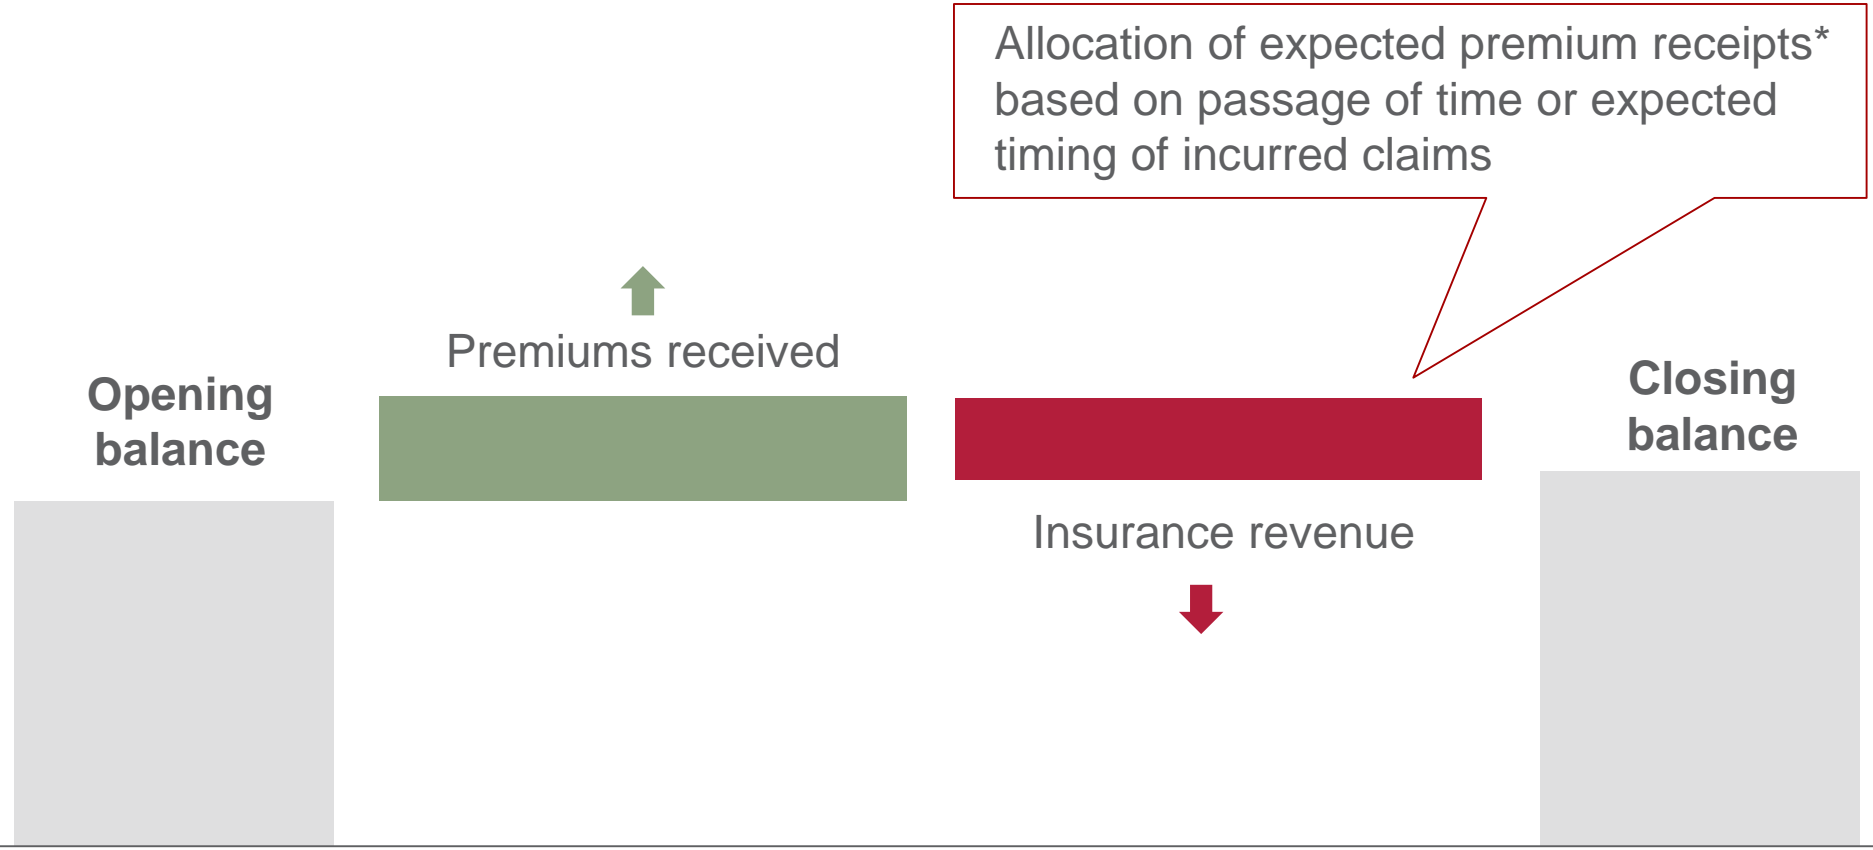 Allocation of expected premium receipts*
based on passage of time or expected
timing of incurred claims
Premiums received
Opening
balance
Closing
balance
Insurance revenue